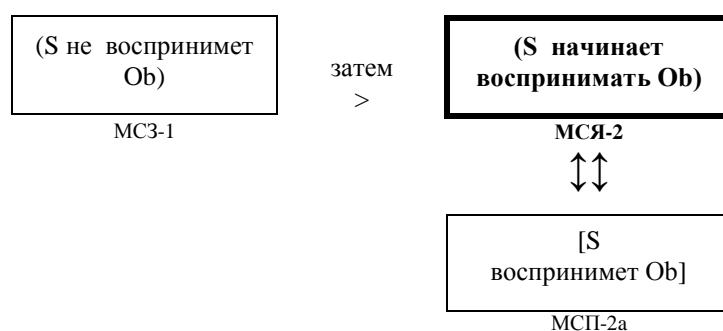 (S не воспринимет
Ob)
МСЗ-1
затем
>
(S начинает
воспринимать Ob)
МСЯ-2
↕↕
[S
воспринимет Ob]
МСП-2а